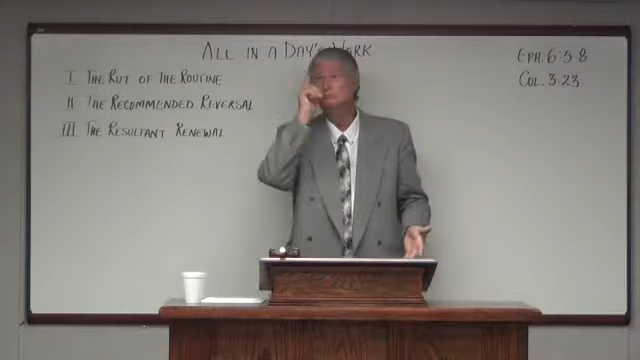 ALL IN A DAY'S WORK
I THE RUT OF THE ROUTINE
II THE RECOMMENDED REVERSAL
III THE RESULTANT RENEWAL
EPH. 6:5-8
COL. 3:23